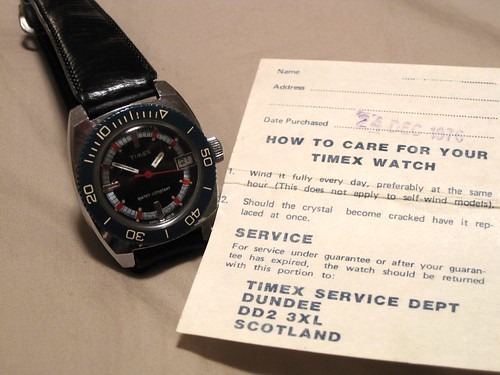 TIMEX
WATER RESISTANT
10
20
30
40
50
Name
Address
Date Purchased 24 DEC 1976
HOW TO CARE FOR YOUR
TIMEX WATCH
1. Wind it fully every day, preferably at the same
hour (This does not apply to self wind models).
2. Should the crystal become cracked have it rep-
laced at once.
SERVICE
For service under guarantee or after your guaran-
tee has expired, the watch should be returned
with this portion to:
TIMEX SERVICE DEPT
DUNDEE
DD2 3XL
SCOTLAND